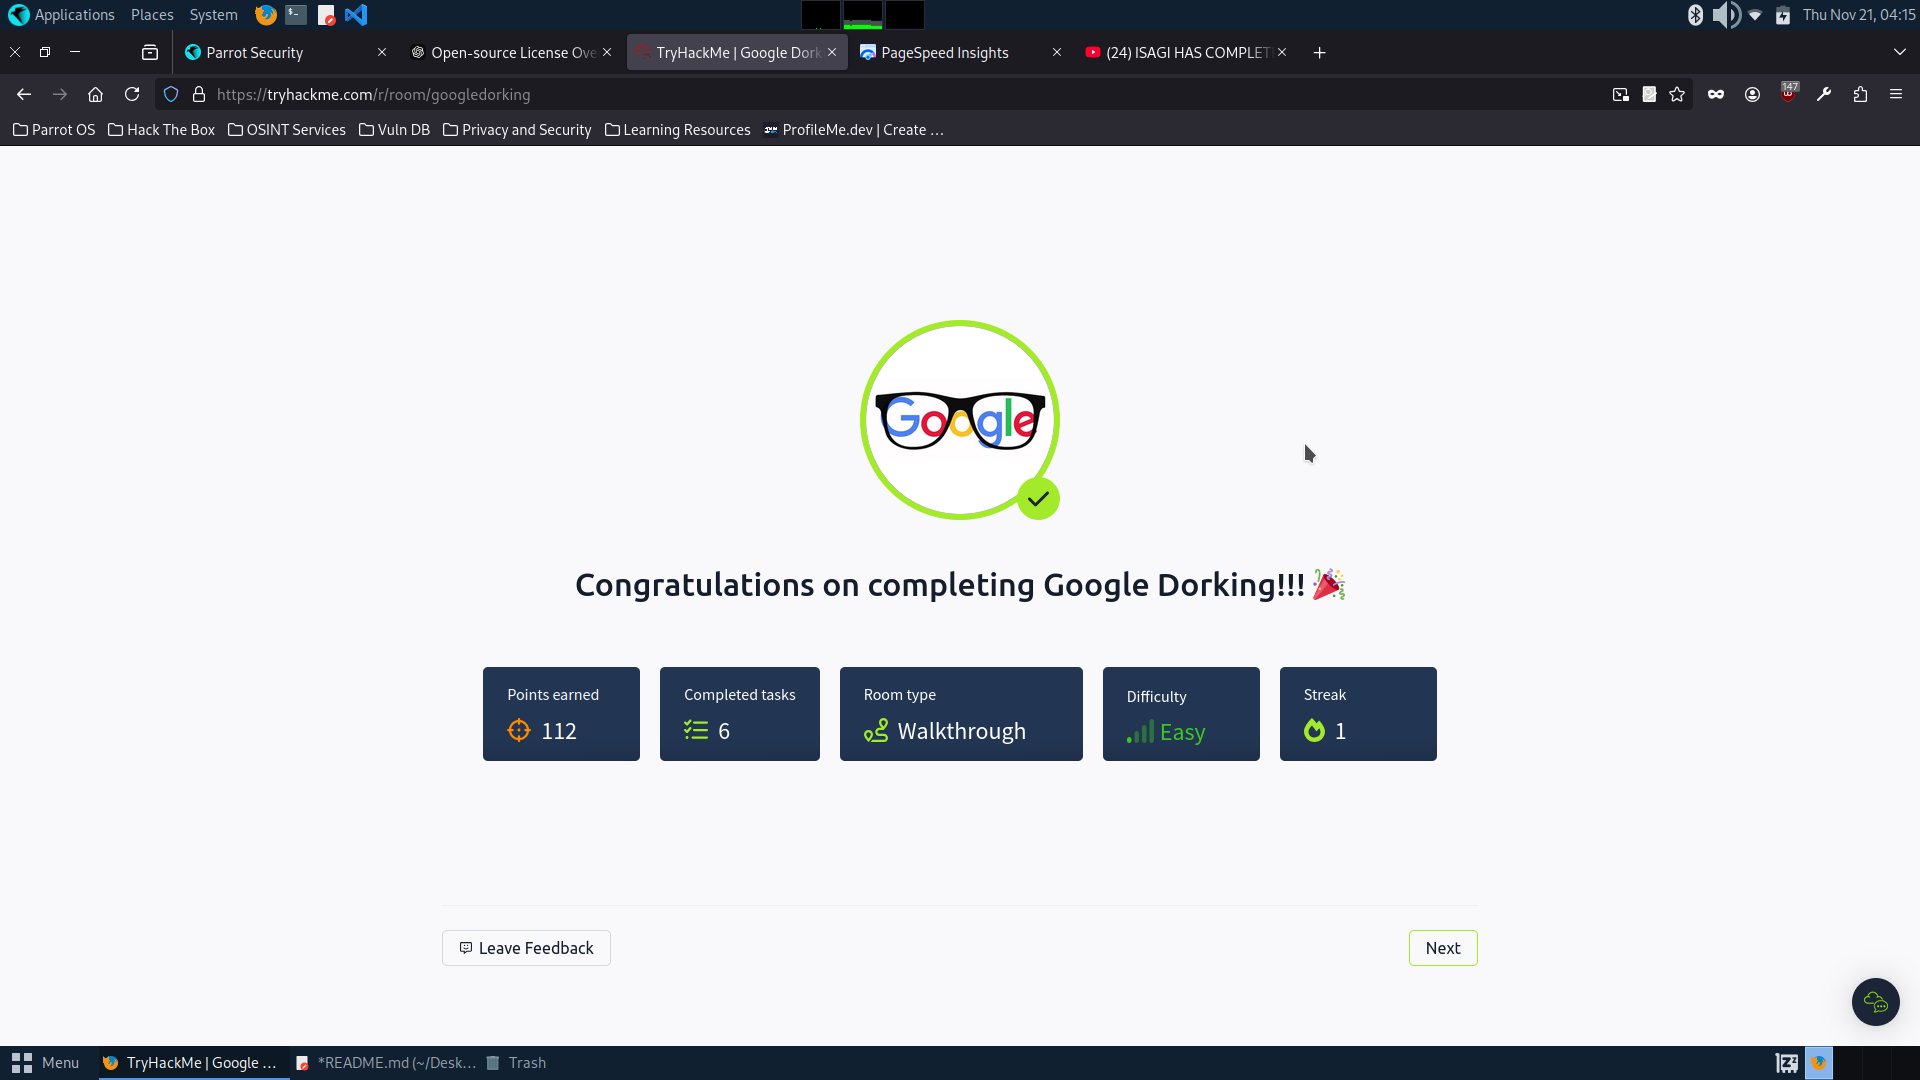 Applications Places System Thu Nov 21, 04:15
Parrot Security Open-source License Ove TryHackMe | Google Dork PageSpeed Insights (24) ISAGI HAS COMPLET
https://tryhackme.com/r/room/googledorking 147
Parrot OS Hack The Box OSINT Services Vuln DB Privacy and Security Learning Resources ProfileMe.dev | Create …
Google
Congratulations on completing Google Dorking!!!
Points earned Completed tasks Room type Difficulty Streak
112 6 Walkthrough Easy 1
Leave Feedback Next
Menu TryHackMe | Google ... *README.md (~/Desk... Trash